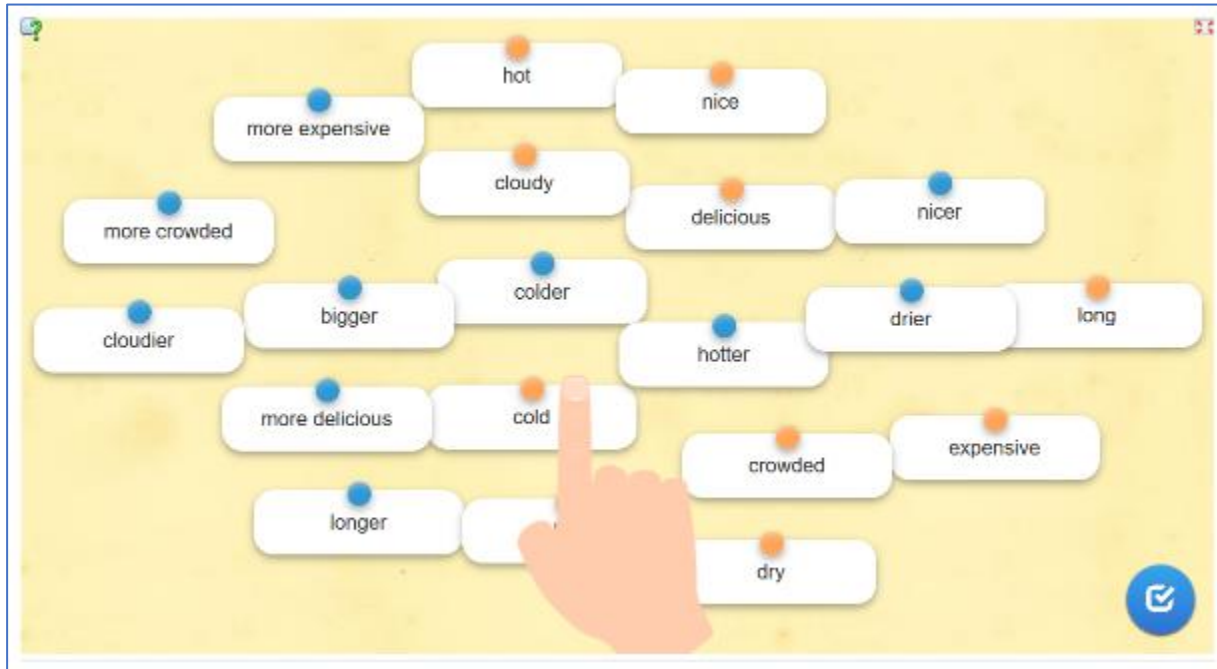 hot
nice
more expensive
cloudy
delicious
nicer
more crowded
colder
bigger
drier
long
cloudier
hotter
more delicious
cold
crowded
expensive
longer
dry